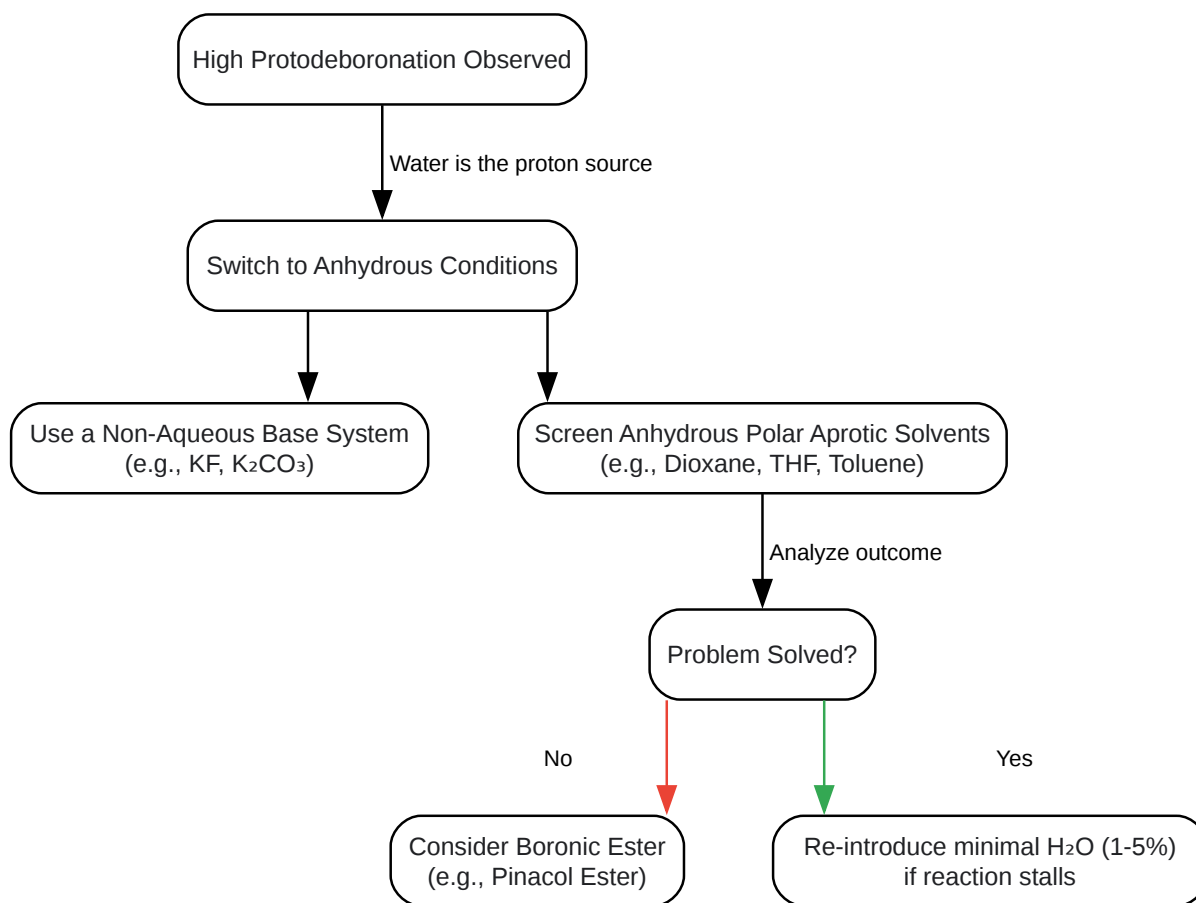 High Protodeboronation Observed
Water is the proton source
Switch to Anhydrous Conditions
Use a Non-Aqueous Base System
(e.g., KF, K₂CO₃)
Screen Anhydrous Polar Aprotic Solvents
(e.g., Dioxane, THF, Toluene)
Analyze outcome
Problem Solved?
No
Yes
Consider Boronic Ester
(e.g., Pinacol Ester)
Re-introduce minimal H₂O (1-5%)
if reaction stalls